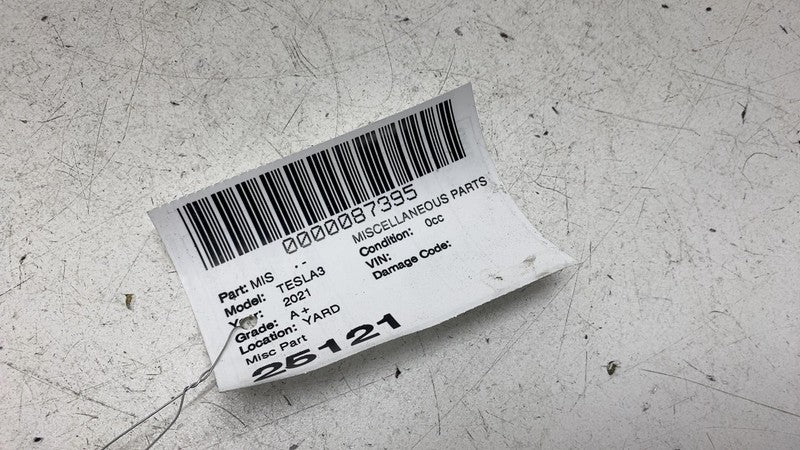 0000087395
Part: MIS .- MISCELLANEOUS PARTS
Model: TESLA3 Condition: 0cc
Year: 2021 VIN:
Grade: A+ Damage Code:
Location: YARD
Misc Part
25121